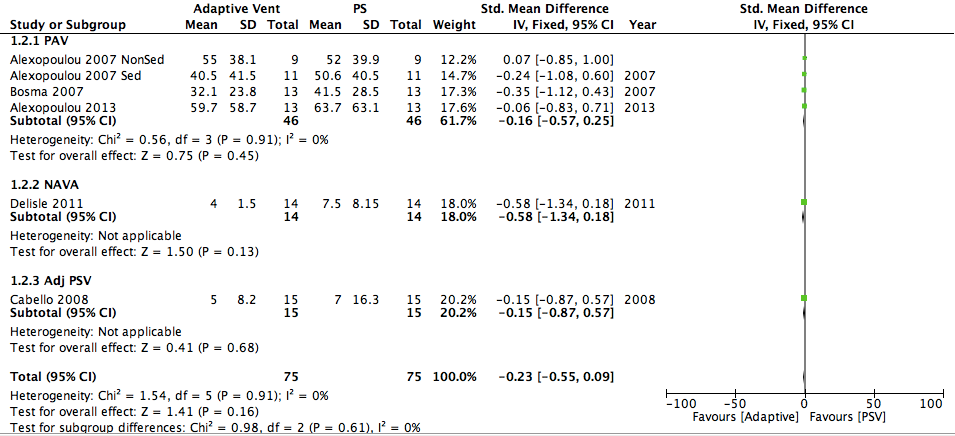 Adaptive Vent PS Std. Mean Difference Std. Mean Difference
Study or Subgroup Mean SD Total Mean SD Total Weight IV, Fixed, 95% CI Year IV, Fixed, 95% CI
1.2.1 PAV
Alexopoulou 2007 NonSed 55 38.1 9 52 39.9 9 12.2% 0.07 [-0.85, 1.00]
Alexopoulou 2007 Sed 40.5 41.5 11 50.6 40.5 11 14.7% -0.24 [-1.08, 0.60] 2007
Bosma 2007 32.1 23.8 13 41.5 28.5 13 17.3% -0.35 [-1.12, 0.43] 2007
Alexopoulou 2013 59.7 58.7 13 63.7 63.1 13 17.6% -0.06 [-0.83, 0.71] 2013
Subtotal (95% CI) 46 46 61.7% -0.16 [-0.57, 0.25]
Heterogeneity: Chi² = 0.56, df = 3 (P = 0.91); I² = 0%
Test for overall effect: Z = 0.75 (P = 0.45)
1.2.2 NAVA
Delisle 2011 4 1.5 14 7.5 8.15 14 18.0% -0.58 [-1.34, 0.18] 2011
Subtotal (95% CI) 14 14 18.0% -0.58 [-1.34, 0.18]
Heterogeneity: Not applicable
Test for overall effect: Z = 1.50 (P = 0.13)
1.2.3 Adj PSV
Cabello 2008 5 8.2 15 7 16.3 15 20.2% -0.15 [-0.87, 0.57] 2008
Subtotal (95% CI) 15 15 20.2% -0.15 [-0.87, 0.57]
Heterogeneity: Not applicable
Test for overall effect: Z = 0.41 (P = 0.68)
Total (95% CI) 75 75 100.0% -0.23 [-0.55, 0.09]
Heterogeneity: Chi² = 1.54, df = 5 (P = 0.91); I² = 0%
Test for overall effect: Z = 1.41 (P = 0.16)
Test for subgroup differences: Chi² = 0.98, df = 2 (P = 0.61), I² = 0%
-100 -50 0 50 100
Favours [Adaptive] Favours [PSV]